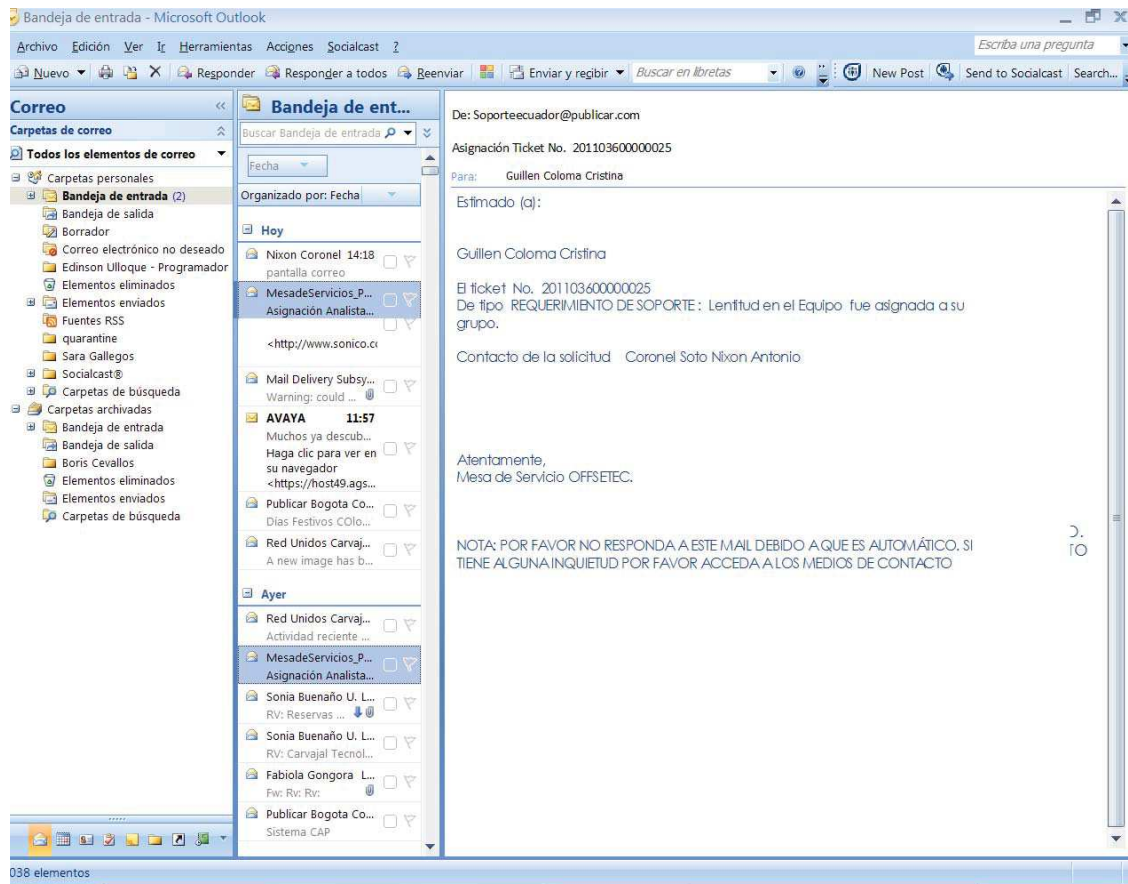 Bandeja de entrada - Microsoft Outlook
Archivo Edición Ver Ir Herramientas Acciones Socialcast ?
Escriba una pregunta
Nuevo Responder Responder a todos Reenviar Enviar y recibir Buscar en libretas New Post Send to Socialcast Search...
Correo
Carpetas de correo
Todos los elementos de correo
Carpetas personales
Bandeja de entrada (2)
Bandeja de salida
Borrador
Correo electrónico no deseado
Edinson Ulloque - Programador
Elementos eliminados
Elementos enviados
Fuentes RSS
quarantine
Sara Gallegos
Socialcast®
Carpetas de búsqueda
Carpetas archivadas
Bandeja de entrada
Bandeja de salida
Boris Cevallos
Elementos eliminados
Elementos enviados
Carpetas de búsqueda
Bandeja de ent...
Buscar Bandeja de entrada
Fecha
Organizado por: Fecha
Hoy
Nixon Coronel 14:18
pantalla correo
MesadeServicios_P...
Asignación Analista...
<http://www.sonico.co
Mail Delivery Subsy...
Warning: could ...
AVAYA 11:57
Muchos ya descub...
Haga clic para ver en
su navegador
<https://host49.ags...
Publicar Bogota Co...
Días Festivos COlo...
Red Unidos Carvaj...
A new image has b...
Ayer
Red Unidos Carvaj...
Actividad reciente ...
MesadeServicios_P...
Asignación Analista...
Sonia Buenaño U. L...
RV: Reservas ...
Sonia Buenaño U. L...
RV: Carvajal Tecnol...
Fabiola Gongora L...
Fw: Rv: Rv:
Publicar Bogota Co...
Sistema CAP
De: Soporteecuador@publicar.com
Asignación Ticket No. 201103600000025
Para: Guillen Coloma Cristina
Estimado (a):
Guillen Coloma Cristina
El ticket No. 201103600000025
De tipo REQUERIMIENTO DE SOPORTE : Lentitud en el Equipo fue asignada a su
grupo.
Contacto de la solicitud Coronel Soto Nixon Antonio
Atentamente,
Mesa de Servicio OFFSETEC.
NOTA: POR FAVOR NO RESPONDA A ESTE MAIL DEBIDO A QUE ES AUTOMÁTICO. SI
TIENE ALGUNA INQUIETUD POR FAVOR ACCEDA A LOS MEDIOS DE CONTACTO
038 elementos